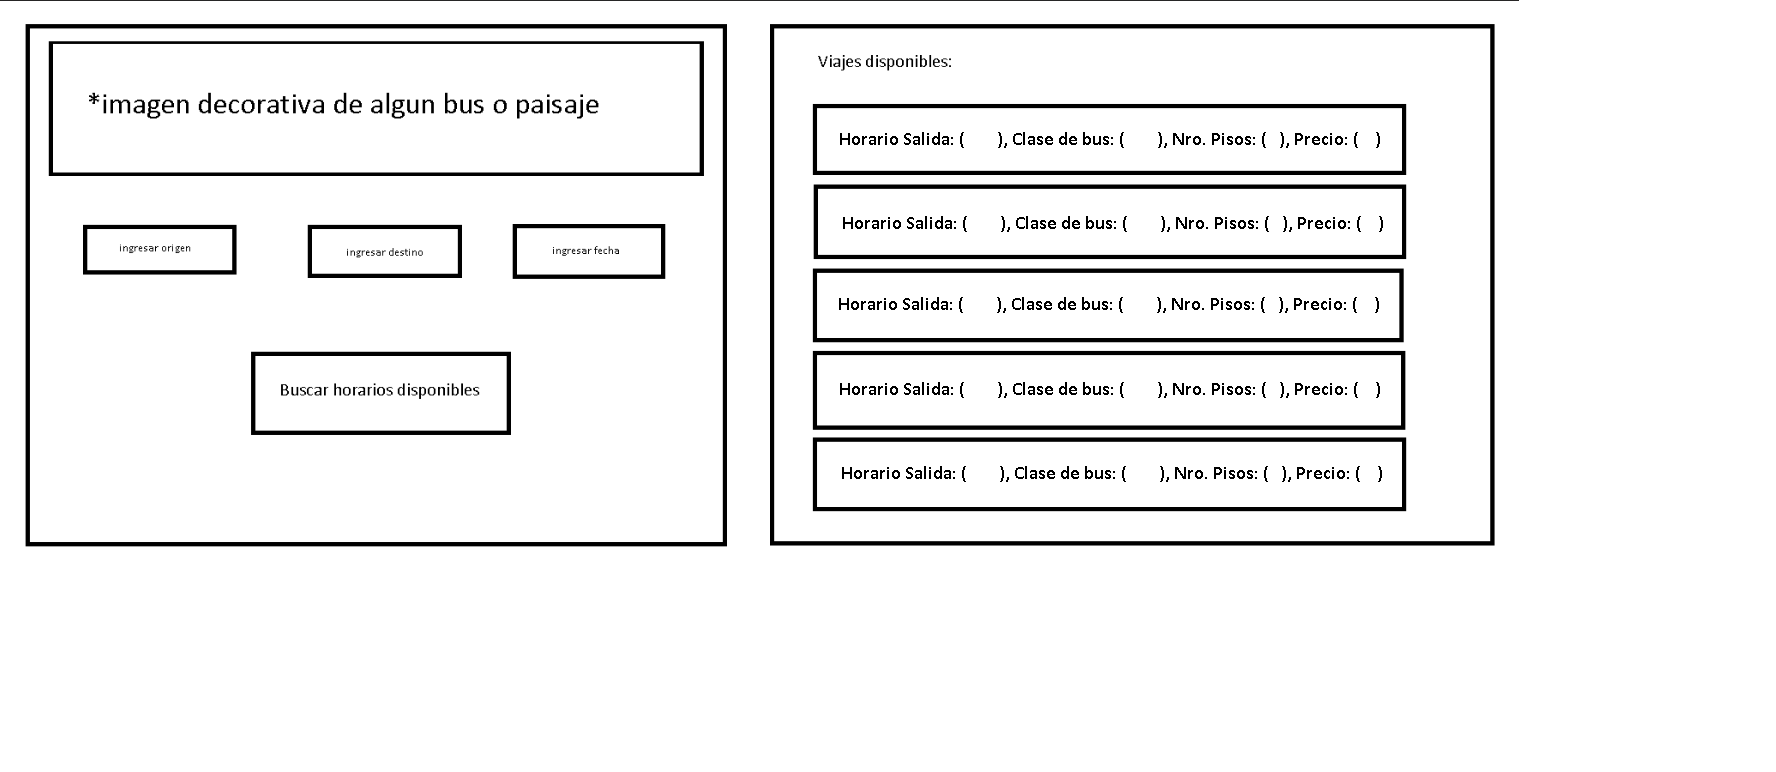 *imagen decorativa de algun bus o paisaje
ingresar origen
ingresar destino
ingresar fecha
Buscar horarios disponibles
Viajes disponibles:
Horario Salida: ( ), Clase de bus: ( ), Nro. Pisos: ( ), Precio: ( )
Horario Salida: ( ), Clase de bus: ( ), Nro. Pisos: ( ), Precio: ( )
Horario Salida: ( ), Clase de bus: ( ), Nro. Pisos: ( ), Precio: ( )
Horario Salida: ( ), Clase de bus: ( ), Nro. Pisos: ( ), Precio: ( )
Horario Salida: ( ), Clase de bus: ( ), Nro. Pisos: ( ), Precio: ( )